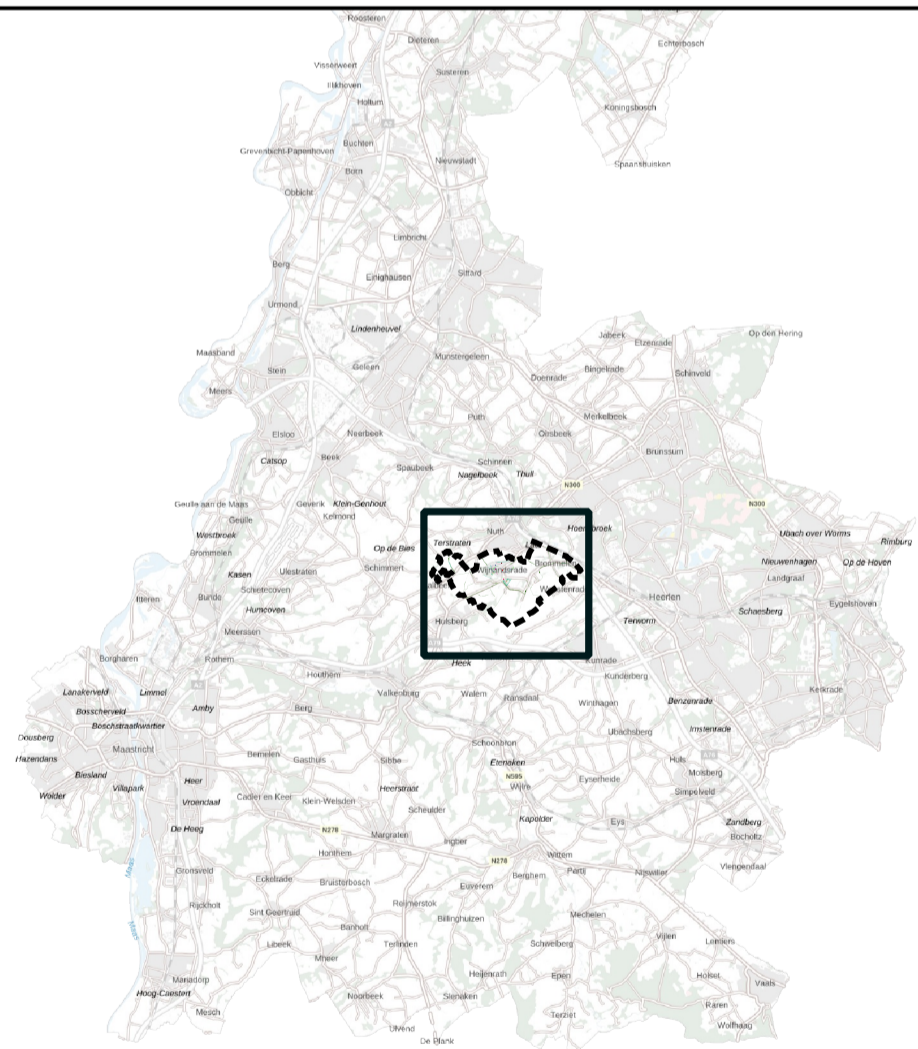 Roosteren
Dieteren
Echterbosch
Visserweert
Susteren
Illikhoven
Holtum
Koningsbosch
Buchten
Grevenbicht-Papenhoven
Nieuwstadt
Spaanshuisken
Born
Obbicht
Limbricht
Berg
Einighausen
Sittard
Urmond
Lindenheuvel
Jabeek
Op den Hering
Etzenrade
Maasband
Munstergeleen
Geleen
Stein
Bingelrade
Schinveld
Doenrade
Meers
Puth
Merkelbeek
Elsloo
Neerbeek
Oirsbeek
Brunssum
Catsop
Beek
Spaubeek
Schinnen
Nagelbeek
Thull
N300
Geulle aan de Maas
Geverik
Klein-Genhout
N300
Geulle
Kelmond
Westbroek
Nuth
Ubach over Worms
Rimburg
Brommelen
Op de Bies
Terstraten
Nieuwenhagen
Op de Hoven
Kasen
Ulestraten
Schimmert
Wijnandsrade
Landgraaf
Schietecoven
Itteren
Bunde
Heerlen
Eygelshoven
Humcoven
Schaesberg
Hulsberg
Terworm
Meerssen
Borgharen
Rothem
Heek
Kunrade
Houthem
Kunderberg
Lanakerveld
Limmel
Valkenburg
Walem
Ransdaal
Kerkrade
Bosscherveld
Amby
Berg
Winthagen
Benzenrade
Boschstraatkwartier
Dousberg
Ubachsberg
Imstenrade
Maastricht
Schoonbron
Hazendans
Bemelen
Gasthuis
Sibbe
Etenaken
Huls
Biesland
N595
Molsberg
Villapark
Heer
Heerstraat
Wijlre
Eyserheide
Simpelveld
Wolder
Vroendaal
Cadier en Keer
Klein-Welsden
Scheulder
Kapolder
Eys
Zandberg
De Heeg
N278
Margraten
Ingber
Bocholtz
Honthem
Wittem
N278
Gronsveld
Berghem
Partij
Nijswiller
Vlengendaal
Maas
Eckelrade
Bruisterbosch
Euverem
Rijckholt
Reijmerstok
Sint Geertruid
Bilinghuizen
Mechelen
Maas
Banholt
Libeek
Terlinden
Schweiberg
Vijlen
Lemiers
Mheer
Mariadorp
Heijenrath
Epen
Holset
Vaals
Hoog-Caestert
Noorbeek
Slenaken
Raren
Mesch
Terziet
Ulvend
Wolfhaag
De Plank